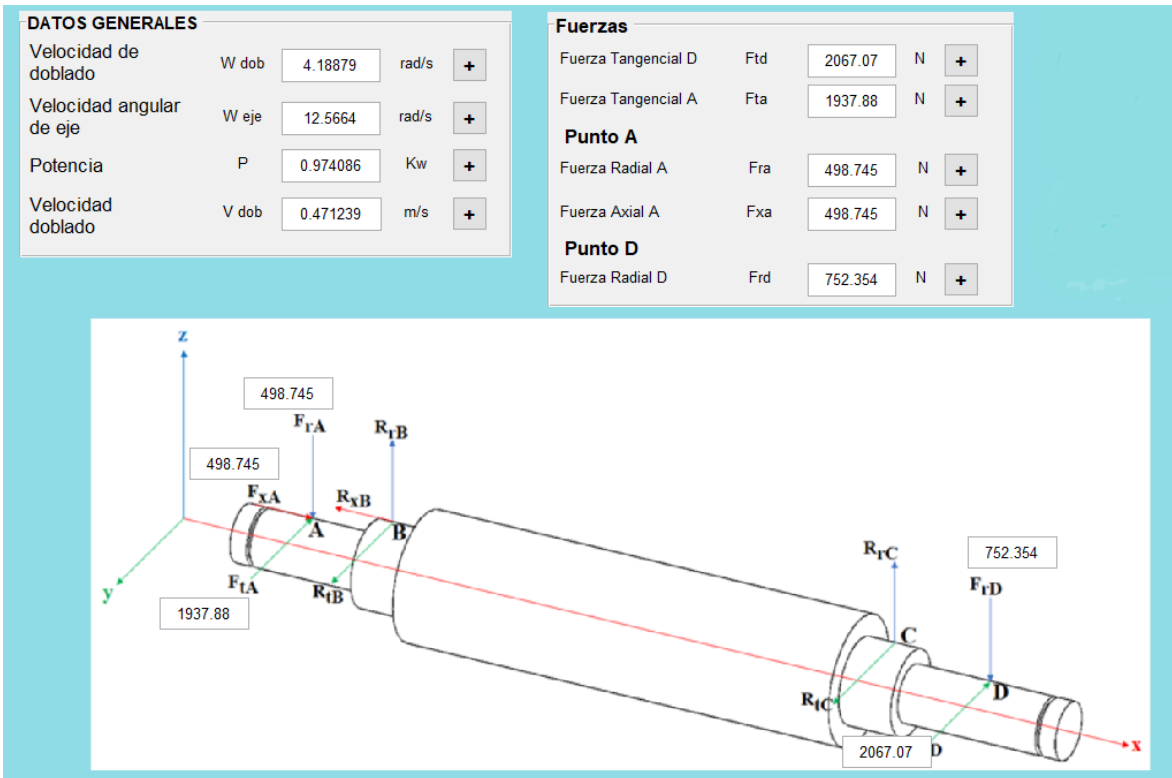 DATOS GENERALES
Velocidad de doblado W dob 4.18879 rad/s +
Velocidad angular de eje W eje 12.5664 rad/s +
Potencia P 0.974086 Kw +
Velocidad doblado V dob 0.471239 m/s +
Fuerzas
Fuerza Tangencial D Ftd 2067.07 N +
Fuerza Tangencial A Fta 1937.88 N +
Punto A
Fuerza Radial A Fra 498.745 N +
Fuerza Axial A Fxa 498.745 N +
Punto D
Fuerza Radial D Frd 752.354 N +
z
498.745
FrA
RrB
498.745
FxA
RxB
A
B
FtA
RtB
y
1937.88
RrC
752.354
FrD
C
D
RtC
2067.07
D
x